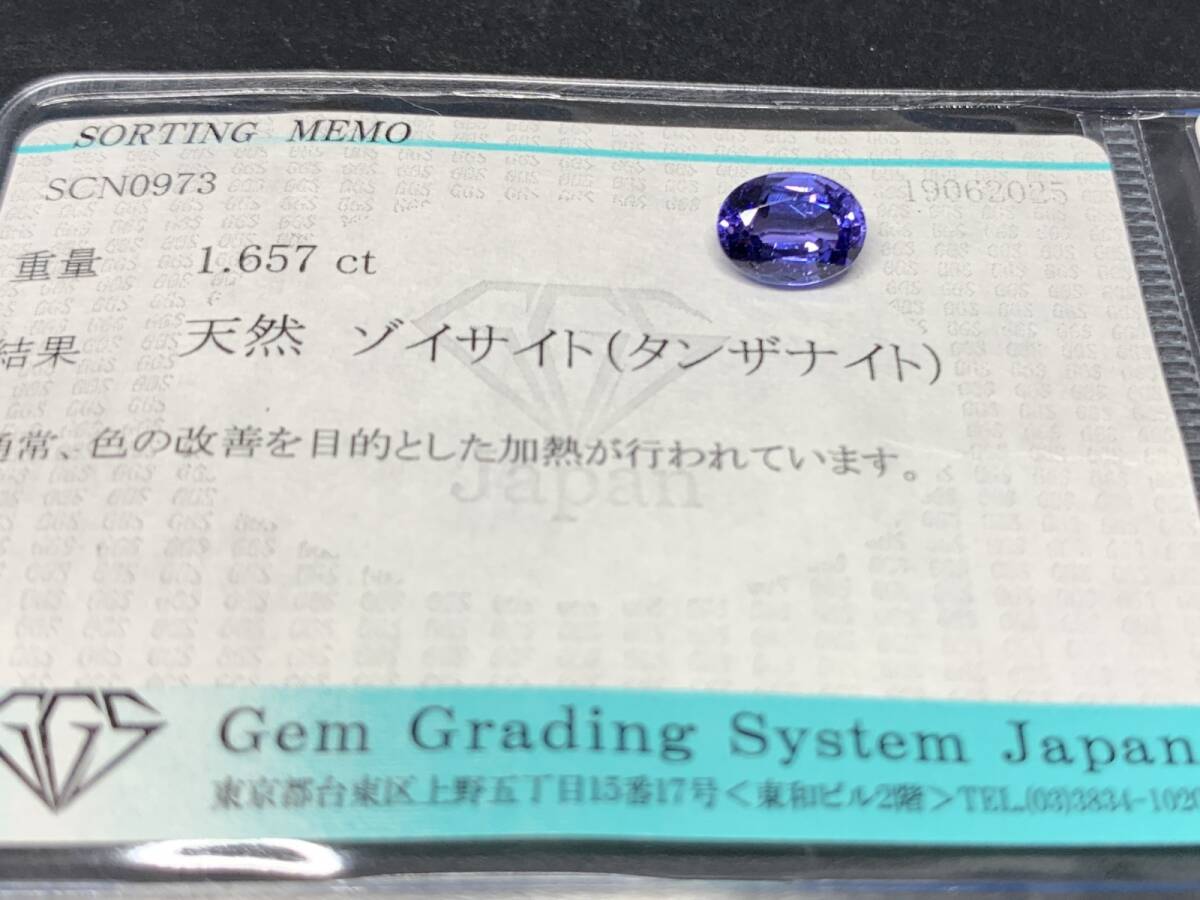 SORTING MEMO
SCN0973 19062025
重量 1.657 ct
結果 天然 ゾイサイト(タンザナイト)
通常、色の改善を目的とした加熱が行われています。
GGS
Japan
GGS Gem Grading System Japan
東京都台東区上野五丁目15番17号<東和ビル2階>TEL.(03)3834-1020